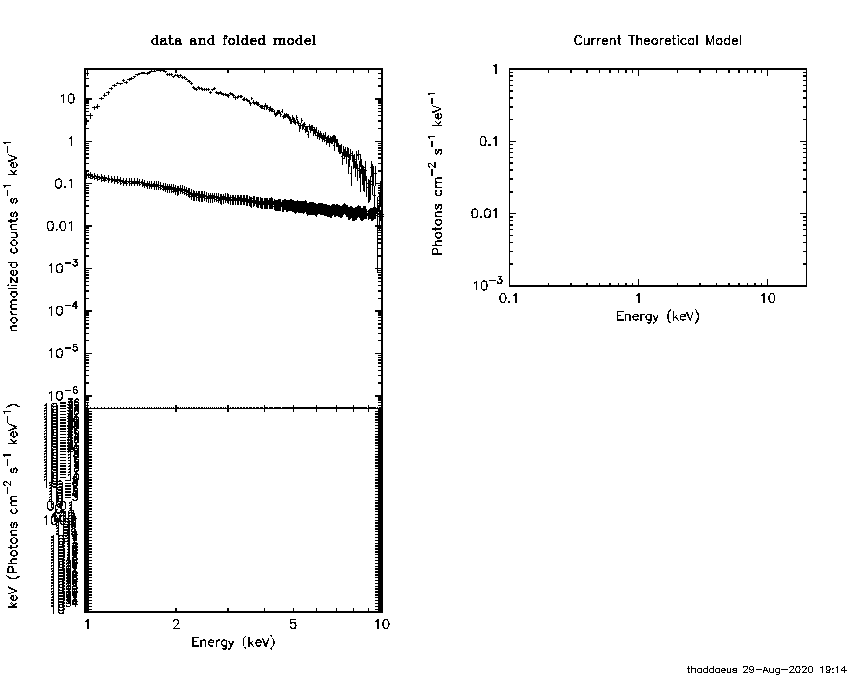 data and folded model
10
1
0.1
0.01
10−3
10−4
10−5
10−6
normalized counts s−1 keV−1
keV (Photons cm−2 s−1 keV−1)
1 2 5 10
Energy (keV)
Current Theoretical Model
1
0.1
0.01
10−3
Photons cm−2 s−1 keV−1
0.1 1 10
Energy (keV)
thaddaeus 29−Aug−2020 19:14